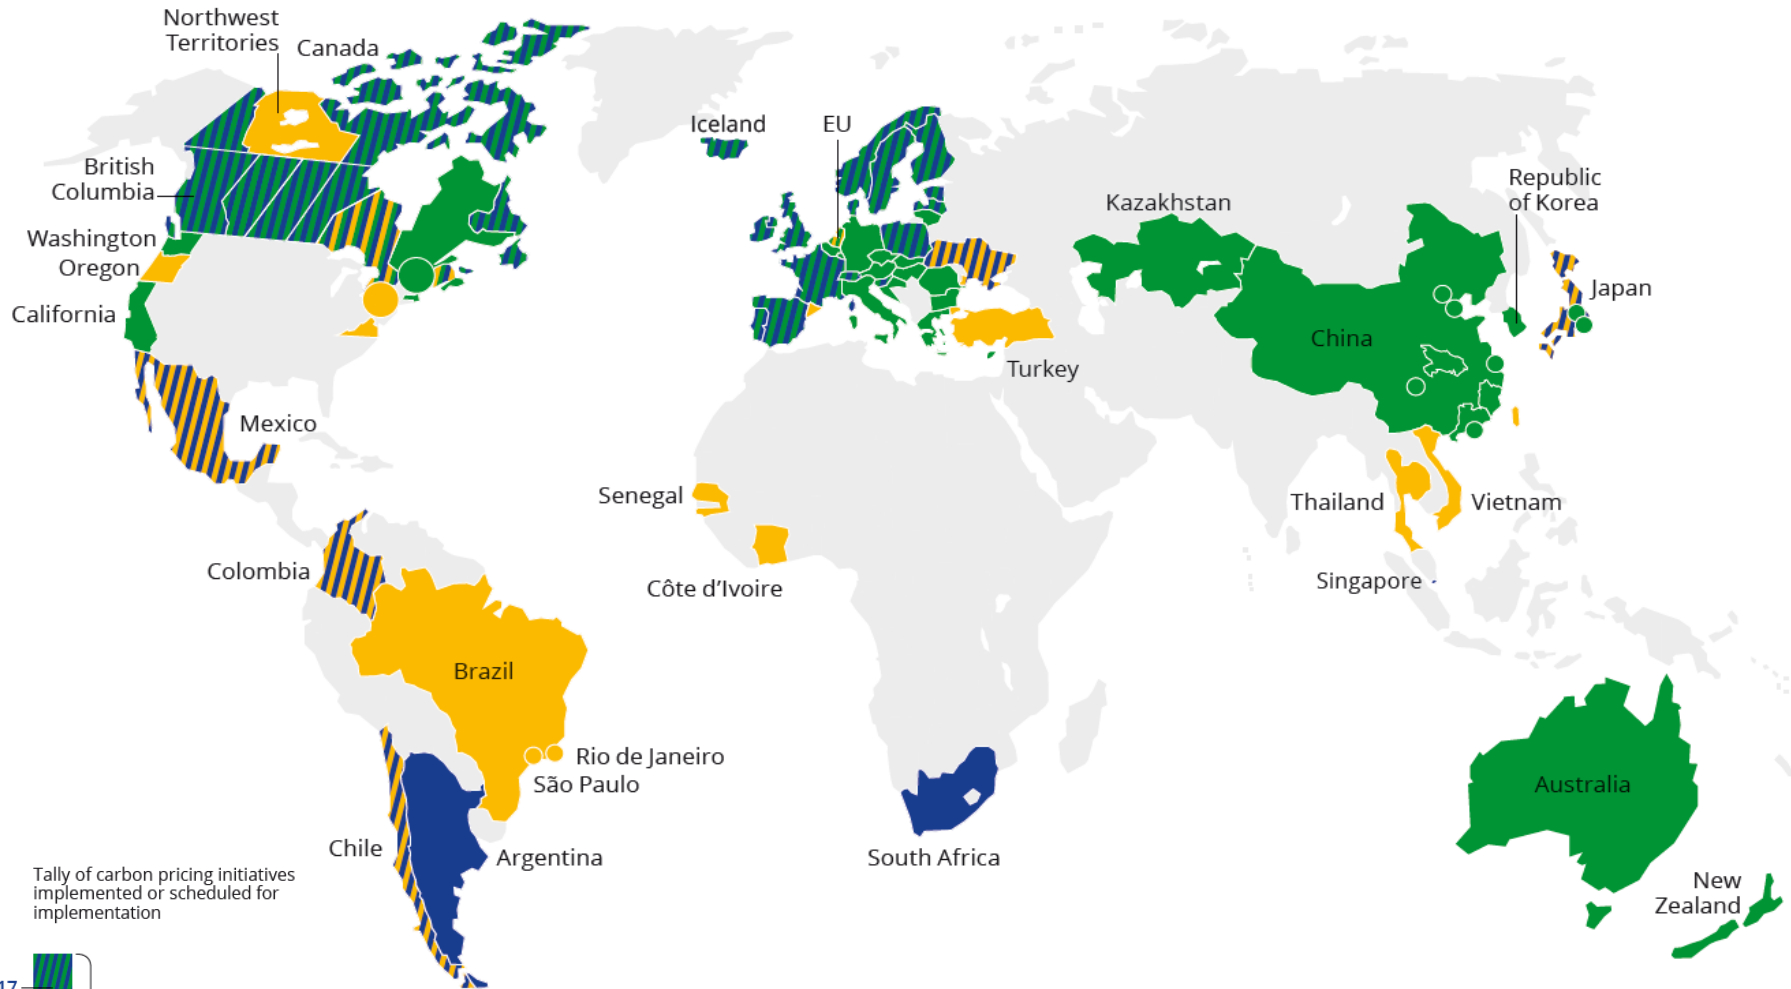 Northwest
Territories
Canada
British
Columbia
Washington
Oregon
California
Mexico
Colombia
Brazil
Rio de Janeiro
São Paulo
Chile
Argentina
Iceland
EU
Kazakhstan
Republic
of Korea
Japan
China
Turkey
Senegal
Côte d'Ivoire
Thailand
Vietnam
Singapore
South Africa
Australia
New
Zealand
Tally of carbon pricing initiatives
implemented or scheduled for
implementation
17